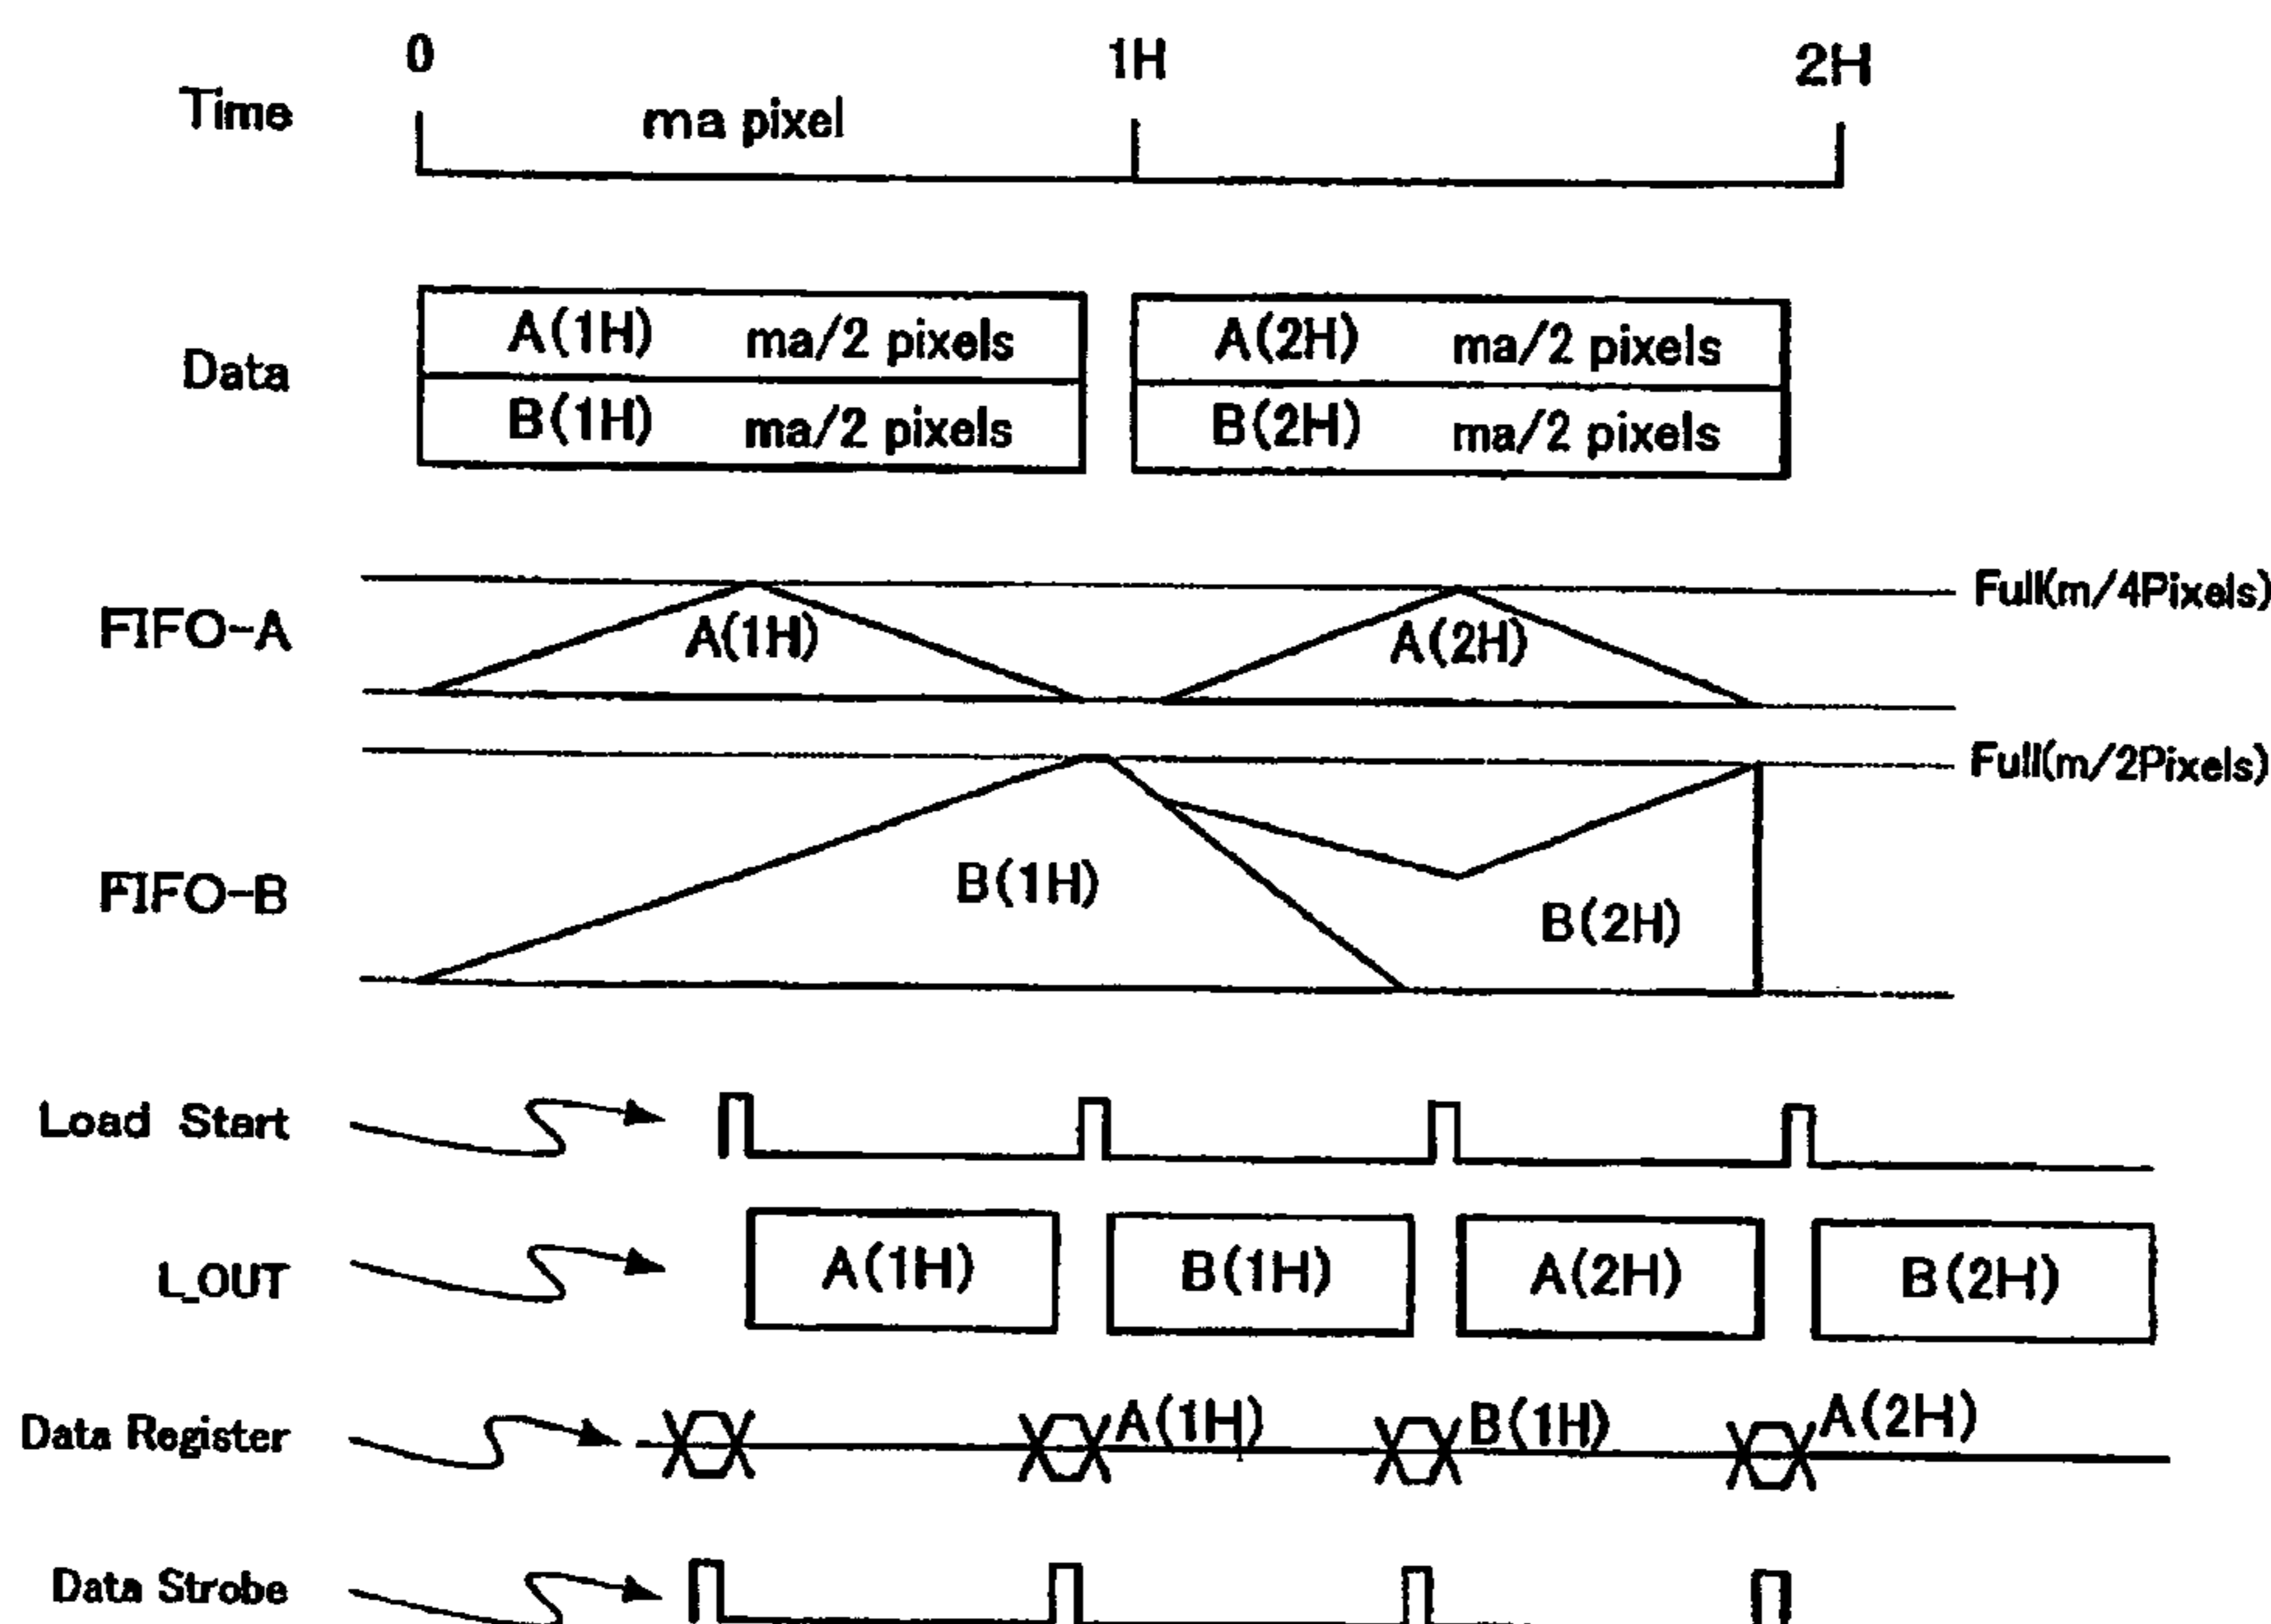 0 1H 2H
Time ma pixel
Data
A(1H) ma/2 pixels A(2H) ma/2 pixels
B(1H) ma/2 pixels B(2H) ma/2 pixels
FIFO-A A(1H) A(2H) Full(m/4Pixels)
Full(m/2Pixels)
FIFO-B B(1H) B(2H)
Load Start
L_OUT A(1H) B(1H) A(2H) B(2H)
Data Register A(1H) B(1H) A(2H)
Data Strobe